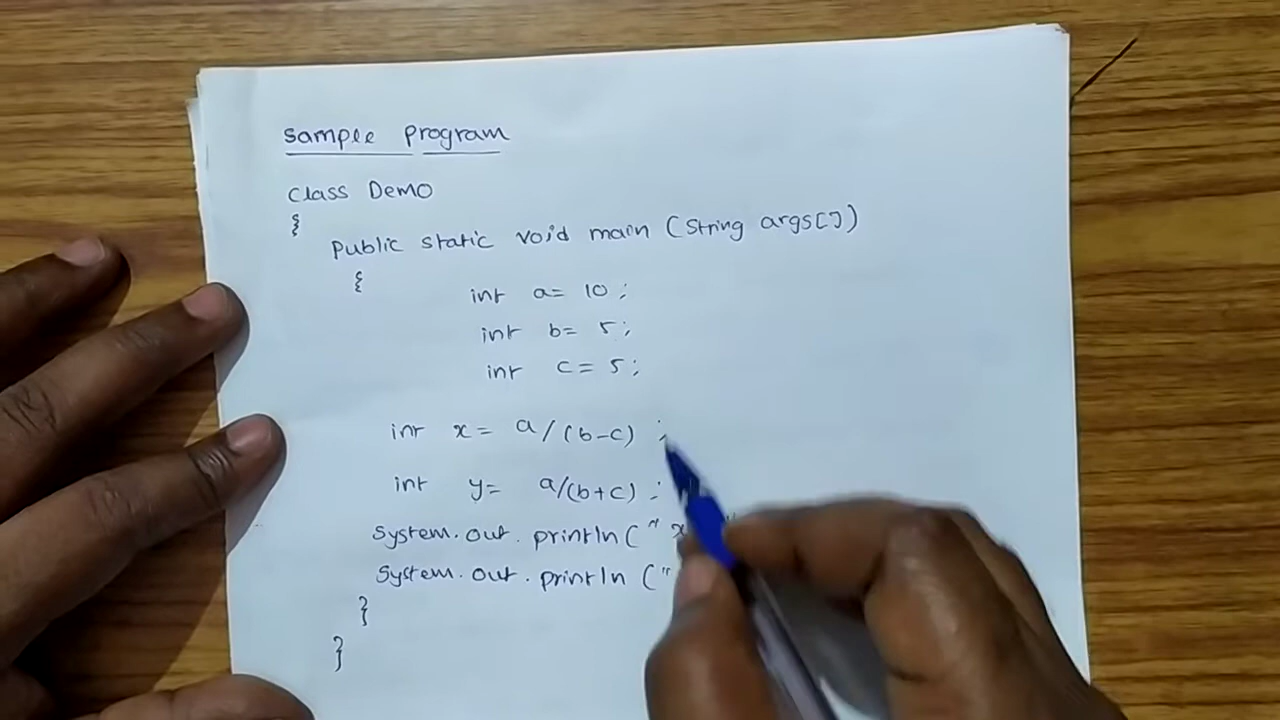 Sample program
Class Demo
{
public static void main (String args[])
{
int a= 10 ;
int b= 5 ;
int c= 5 ;
int x= a/(b-c) ;
int y= a/(b+c) ;
System.out.println(" x
System.out.println("
}
}